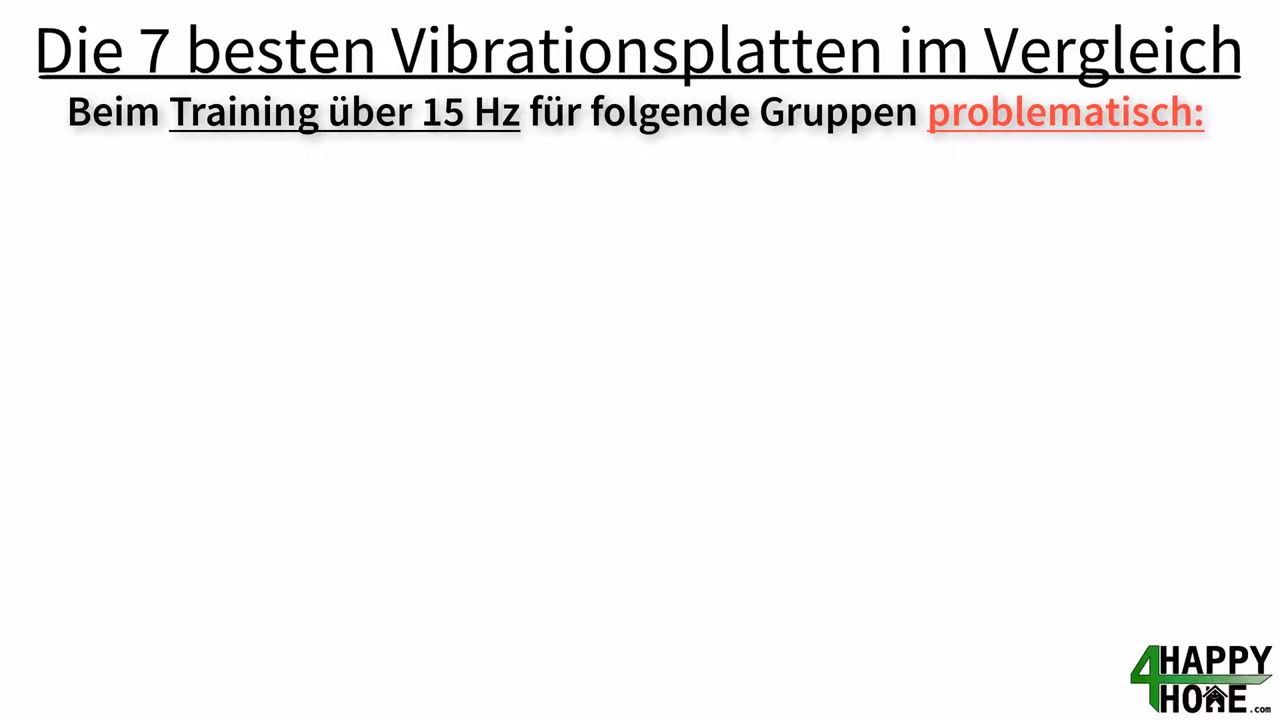 Die 7 besten Vibrationsplatten im Vergleich
Beim Training über 15 Hz für folgende Gruppen problematisch:
4HAPPY
HOME.com